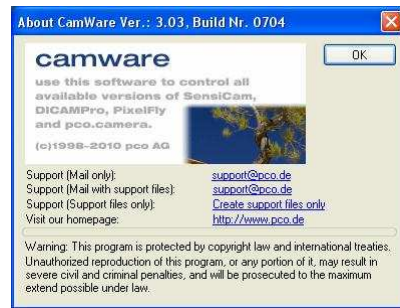 About CamWare Ver.: 3.03, Build Nr. 0704
OK
camware
use this software to control all
available versions of SensiCam,
DICAMPro, PixelFly
and pco.camera.
(c)1998-2010 pco AG
Support (Mail only): support@pco.de
Support (Mail with support files): support@pco.de
Support (Support files only): Create support files only
Visit our homepage: http://www.pco.de
Warning: This program is protected by copyright law and international treaties.
Unauthorized reproduction of this program, or any portion of it, may result in
severe civil and criminal penalties, and will be prosecuted to the maximum
extend possible under law.